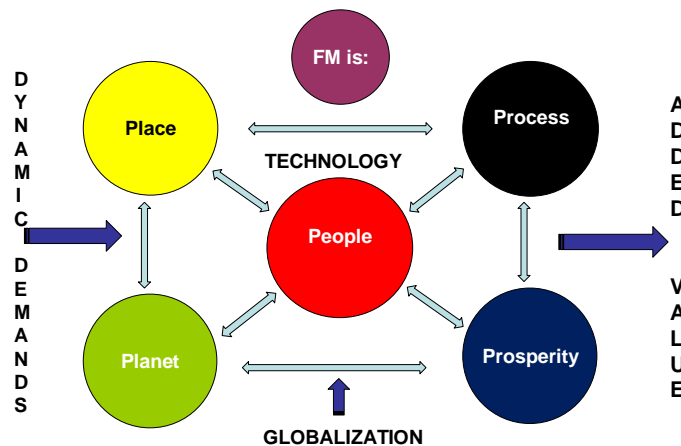 FM is:
DYNAMIC DEMANDS
Place
Process
ADDED VALUE
TECHNOLOGY
People
Planet
Prosperity
GLOBALIZATION